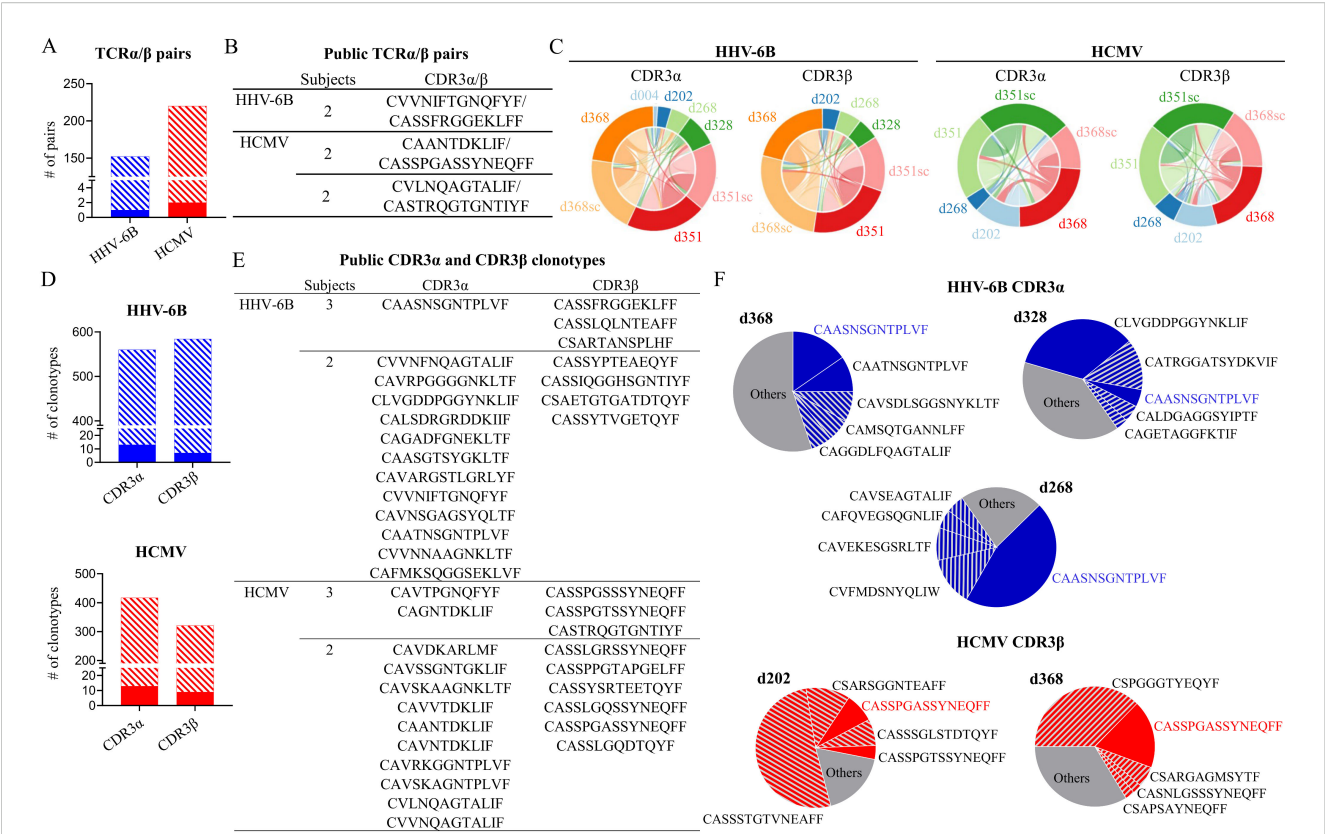 A
TCRα/β pairs
# of pairs
250
200
150
4
2
0
HHV-6B
HCMV
B
Public TCRα/β pairs
Subjects CDR3α/β
HHV-6B 2 CVVNIFTGNQFYF/
CASSFRGGEKLFF
HCMV 2 CAANTDKLIF/
CASSPGASSYNEQFF
2 CVLNQAGTALIF/
CASTRQGTGNTIYF
C
HHV-6B
CDR3α
d004
d202
d268
d328
d351sc
d351
d368sc
d368
CDR3β
d202
d268
d328
d351sc
d351
d368sc
d368
HCMV
CDR3α
d351sc
d368sc
d368
d202
d268
d351
CDR3β
d351sc
d368sc
d368
d202
d268
d351
D
HHV-6B
# of clonotypes
600
500
400
20
10
0
CDR3α
CDR3β
HCMV
# of clonotypes
500
400
300
200
20
10
0
CDR3α
CDR3β
E
Public CDR3α and CDR3β clonotypes
Subjects CDR3α CDR3β
HHV-6B 3 CAASNSGNTPLVF CASSFRGGEKLFF
CASSLQLNTEAFF
CSARTANSPLHF
2 CVVNFNQAGTALIF CASSYPTEAEQYF
CAVRPGGGGNKLTF CASSIQGGHSGNTIYF
CLVGDDPGGYNKLIF CSAETGTGATDTQYF
CALSDRGRDDKIIF CASSYTVGETQYF
CAGADFGNEKLTF
CAASGTSYGKLTF
CAVARGSTLGRLYF
CVVNIFTGNQFYF
CAVNSGAGSYQLTF
CAATNSGNTPLVF
CVVNNAAGNKLTF
CAFMKSQGGSEKLVF
HCMV 3 CAVTPGNQFYF CASSPGSSSYNEQFF
CAGNTDKLIF CASSPGTSSYNEQFF
CASTRQGTGNTIYF
2 CAVDKARLMF CASSLGRSSYNEQFF
CAVSSGNTGKLIF CASSPPGTAPGELFF
CAVSKAAGNKLTF CASSYSRTEETQYF
CAVVTDKLIF CASSLGQSSYNEQFF
CAANTDKLIF CASSPGASSYNEQFF
CAVNTDKLIF CASSLGQDTQYF
CAVRKGGNTPLVF
CAVSKAGNTPLVF
CVLNQAGTALIF
CVVNQAGTALIF
F
HHV-6B CDR3α
d368
CAASNSGNTPLVF
CAATNSGNTPLVF
CAVSDLSGGSNYKLTF
CAMSQTGANNLFF
CAGGDLFQAGTALIF
Others
d328
CLVGDDPGGYNKLIF
CATRGGATSYDKVIF
CAASNSGNTPLVF
CALDGAGGSYIPTF
CAGETAGGFKTIF
Others
d268
CAVSEAGTALIF
CAFQVEGSQGNLIF
CAVEKESGSRLTF
CVFMDSNYQLIW
Others
CAASNSGNTPLVF
HCMV CDR3β
d202
CSARSGGNTEAFF
CASSPGASSYNEQFF
CASSSGLSTDTQYF
CASSPGTSSYNEQFF
Others
CASSSTGTVNEAFF
d368
CSPGGGTYEQYF
CASSPGASSYNEQFF
CSARGAGMSYTF
CASNLGSSSYNEQFF
CSAPSAYNEQFF
Others